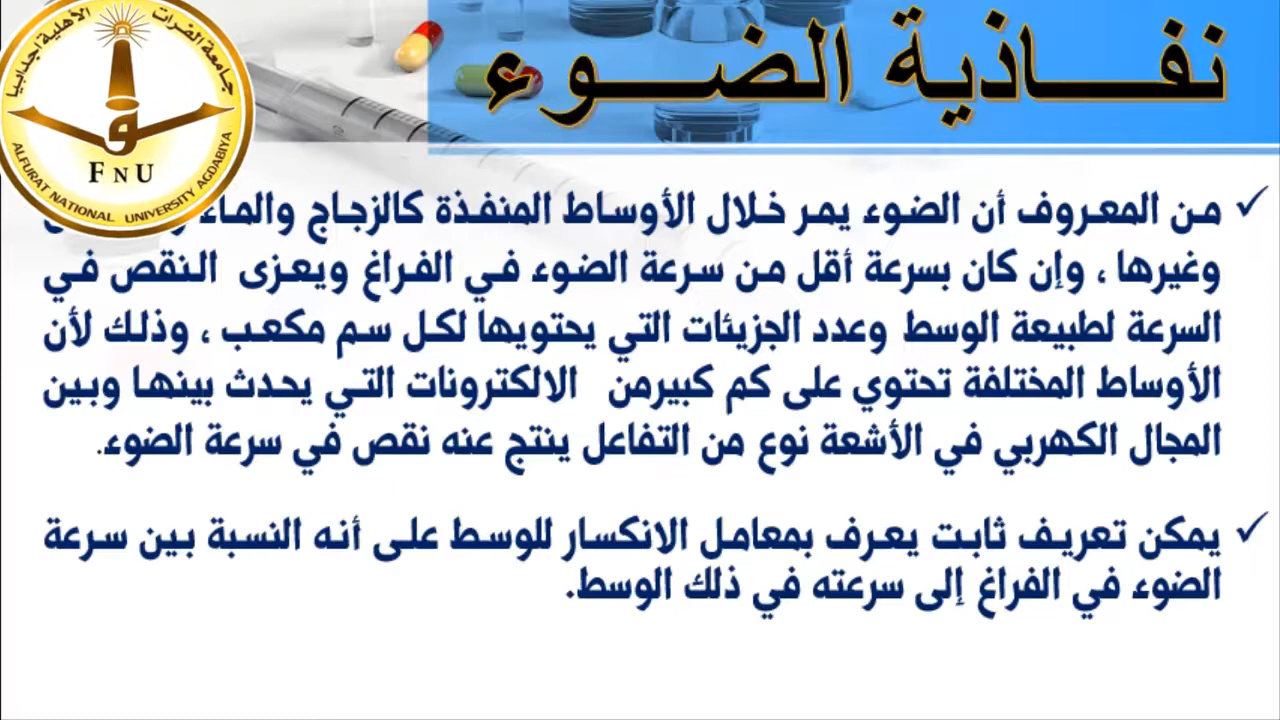 نفـــاذية الضـــوء
جامعة الفرات الأهلية اجدابيا
FNU
ALFURAT NATIONAL UNIVERSITY AGDABIYA
✓ من المعروف أن الضوء يمر خلال الأوساط المنفذة كالزجاج والماء
وغيرها ، وإن كان بسرعة أقل من سرعة الضوء في الفراغ ويعزى النقص في
السرعة لطبيعة الوسط وعدد الجزيئات التي يحتويها لكل سم مكعب ، وذلك لأن
الأوساط المختلفة تحتوي على كم كبيرمن الالكترونات التي يحدث بينها وبين
المجال الكهربي في الأشعة نوع من التفاعل ينتج عنه نقص في سرعة الضوء.
✓ يمكن تعريف ثابت يعرف بمعامل الانكسار للوسط على أنه النسبة بين سرعة
الضوء في الفراغ إلى سرعته في ذلك الوسط.